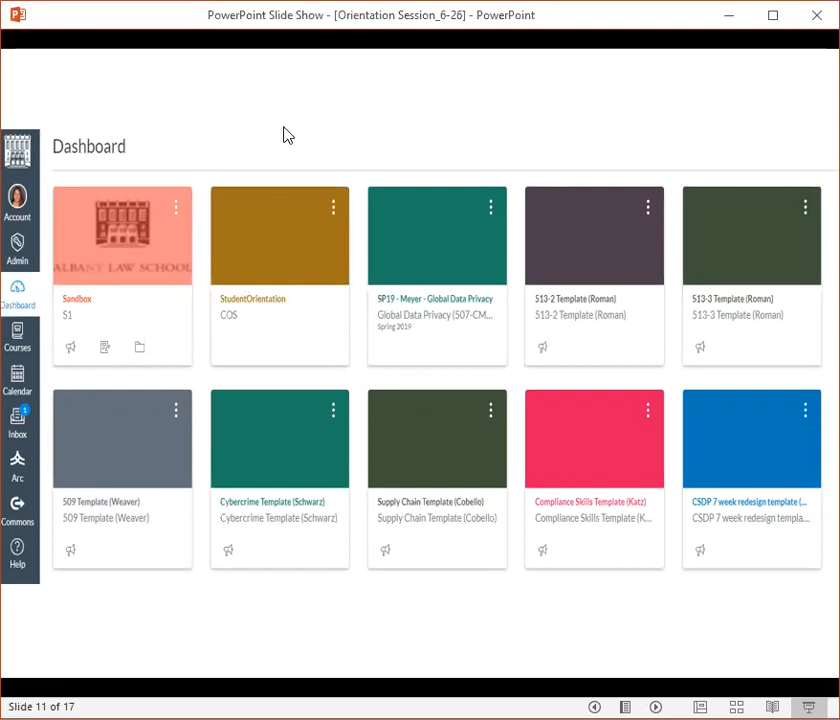 PowerPoint Slide Show - [Orientation Session_6-26] - PowerPoint
Dashboard
Account
Admin
Dashboard
Courses
Calendar
1
Inbox
Arc
Commons
Help
ALBANY LAW SCHOOL
Sandbox
S1
StudentOrientation
COS
SP19 - Meyer - Global Data Privacy
Global Data Privacy (507-CM...
Spring 2019
513-2 Template (Roman)
513-2 Template (Roman)
513-3 Template (Roman)
513-3 Template (Roman)
509 Template (Weaver)
509 Template (Weaver)
Cybercrime Template (Schwarz)
Cybercrime Template (Schwarz)
Supply Chain Template (Cobello)
Supply Chain Template (Cobello)
Compliance Skills Template (Katz)
Compliance Skills Template (K...
CSDP 7 week redesign template (...
CSDP 7 week redesign templa...
Slide 11 of 17